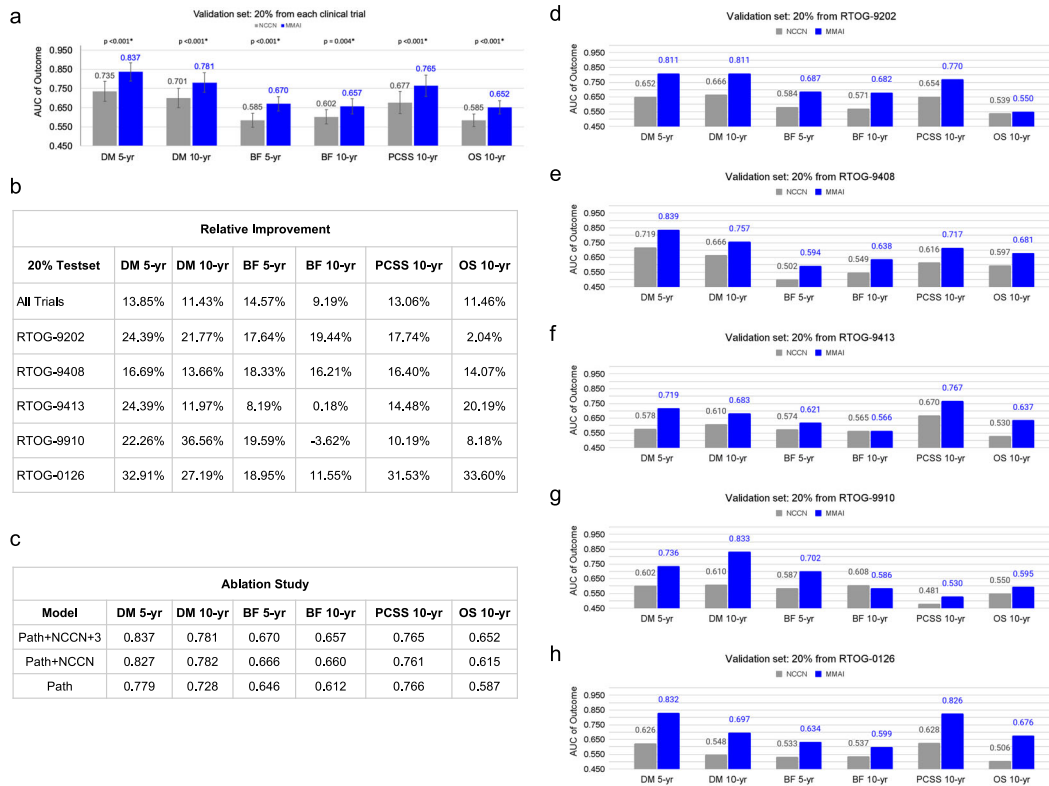 a
Validation set: 20% from each clinical trial
NCCN MMAI
p <0.001* p <0.001* p <0.001* p = 0.004* p <0.001* p <0.001*
AUC of Outcome
0.950
0.850
0.750
0.650
0.550
0.450
0.735 0.837 0.701 0.781 0.585 0.670 0.602 0.657 0.677 0.765 0.585 0.652
DM 5-yr DM 10-yr BF 5-yr BF 10-yr PCSS 10-yr OS 10-yr
b
Relative Improvement
20% Testset DM 5-yr DM 10-yr BF 5-yr BF 10-yr PCSS 10-yr OS 10-yr
All Trials 13.85% 11.43% 14.57% 9.19% 13.06% 11.46%
RTOG-9202 24.39% 21.77% 17.64% 19.44% 17.74% 2.04%
RTOG-9408 16.69% 13.66% 18.33% 16.21% 16.40% 14.07%
RTOG-9413 24.39% 11.97% 8.19% 0.18% 14.48% 20.19%
RTOG-9910 22.26% 36.56% 19.59% -3.62% 10.19% 8.18%
RTOG-0126 32.91% 27.19% 18.95% 11.55% 31.53% 33.60%
c
Ablation Study
Model DM 5-yr DM 10-yr BF 5-yr BF 10-yr PCSS 10-yr OS 10-yr
Path+NCCN+3 0.837 0.781 0.670 0.657 0.765 0.652
Path+NCCN 0.827 0.782 0.666 0.660 0.761 0.615
Path 0.779 0.728 0.646 0.612 0.766 0.587
d
Validation set: 20% from RTOG-9202
NCCN MMAI
AUC of Outcome
0.950
0.850
0.750
0.650
0.550
0.450
0.652 0.811 0.666 0.811 0.584 0.687 0.571 0.682 0.654 0.770 0.539 0.550
DM 5-yr DM 10-yr BF 5-yr BF 10-yr PCSS 10-yr OS 10-yr
e
Validation set: 20% from RTOG-9408
NCCN MMAI
AUC of Outcome
0.950
0.850
0.750
0.650
0.550
0.450
0.719 0.839 0.666 0.757 0.502 0.594 0.549 0.638 0.616 0.717 0.597 0.681
DM 5-yr DM 10-yr BF 5-yr BF 10-yr PCSS 10-yr OS 10-yr
f
Validation set: 20% from RTOG-9413
NCCN MMAI
AUC of Outcome
0.950
0.850
0.750
0.650
0.550
0.450
0.578 0.719 0.610 0.683 0.574 0.621 0.565 0.566 0.670 0.767 0.530 0.637
DM 5-yr DM 10-yr BF 5-yr BF 10-yr PCSS 10-yr OS 10-yr
g
Validation set: 20% from RTOG-9910
NCCN MMAI
AUC of Outcome
0.950
0.850
0.750
0.650
0.550
0.450
0.602 0.736 0.610 0.833 0.587 0.702 0.608 0.586 0.481 0.530 0.550 0.595
DM 5-yr DM 10-yr BF 5-yr BF 10-yr PCSS 10-yr OS 10-yr
h
Validation set: 20% from RTOG-0126
NCCN MMAI
AUC of Outcome
0.950
0.850
0.750
0.650
0.550
0.450
0.626 0.832 0.548 0.697 0.533 0.634 0.537 0.599 0.628 0.826 0.506 0.676
DM 5-yr DM 10-yr BF 5-yr BF 10-yr PCSS 10-yr OS 10-yr